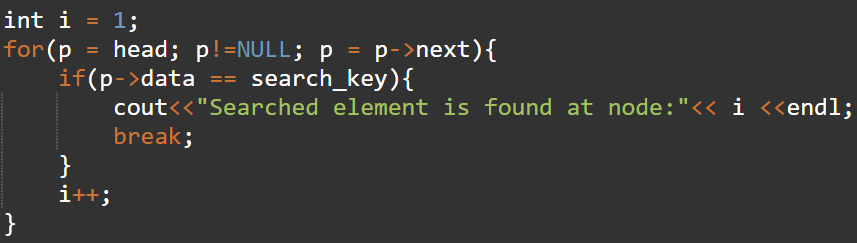 int i = 1;
for(p = head; p!=NULL; p = p->next){
    if(p->data == search_key){
        cout<<"Searched element is found at node:"<< i <<endl;
        break;
    }
    i++;
}